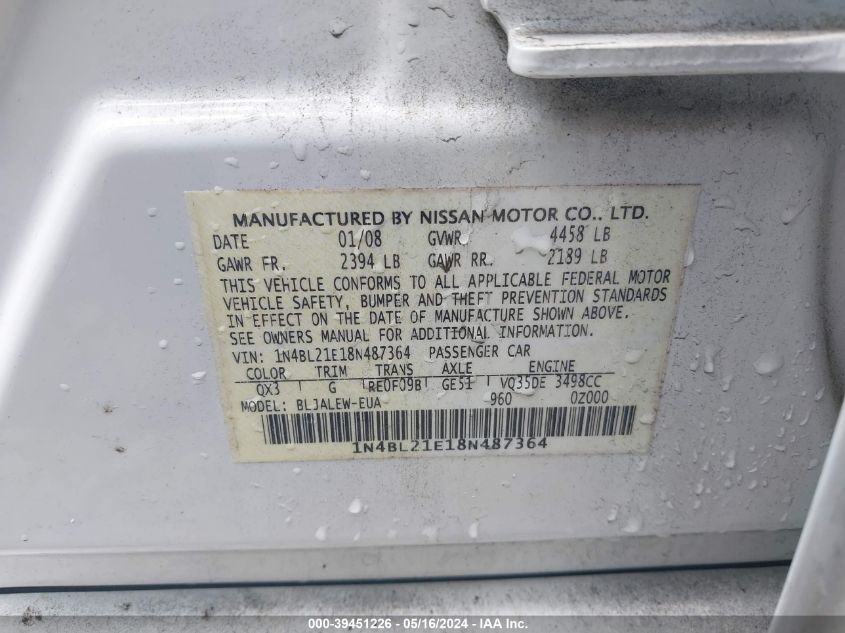 MANUFACTURED BY NISSAN MOTOR CO., LTD.
DATE 01/08 GVWR 4458 LB
GAWR FR. 2394 LB GAWR RR. 2189 LB
THIS VEHICLE CONFORMS TO ALL APPLICABLE FEDERAL MOTOR
VEHICLE SAFETY, BUMPER AND THEFT PREVENTION STANDARDS
IN EFFECT ON THE DATE OF MANUFACTURE SHOWN ABOVE.
SEE OWNERS MANUAL FOR ADDITIONAL INFORMATION.
VIN: 1N4BL21E18N487364 PASSENGER CAR
COLOR TRIM TRANS AXLE ENGINE
QX3 G RE0F09B GE51 VQ35DE 3498CC
MODEL: BLJALEW-EUA 960 0Z000
1N4BL21E18N487364
000-39451226 - 05/16/2024 - IAA Inc.